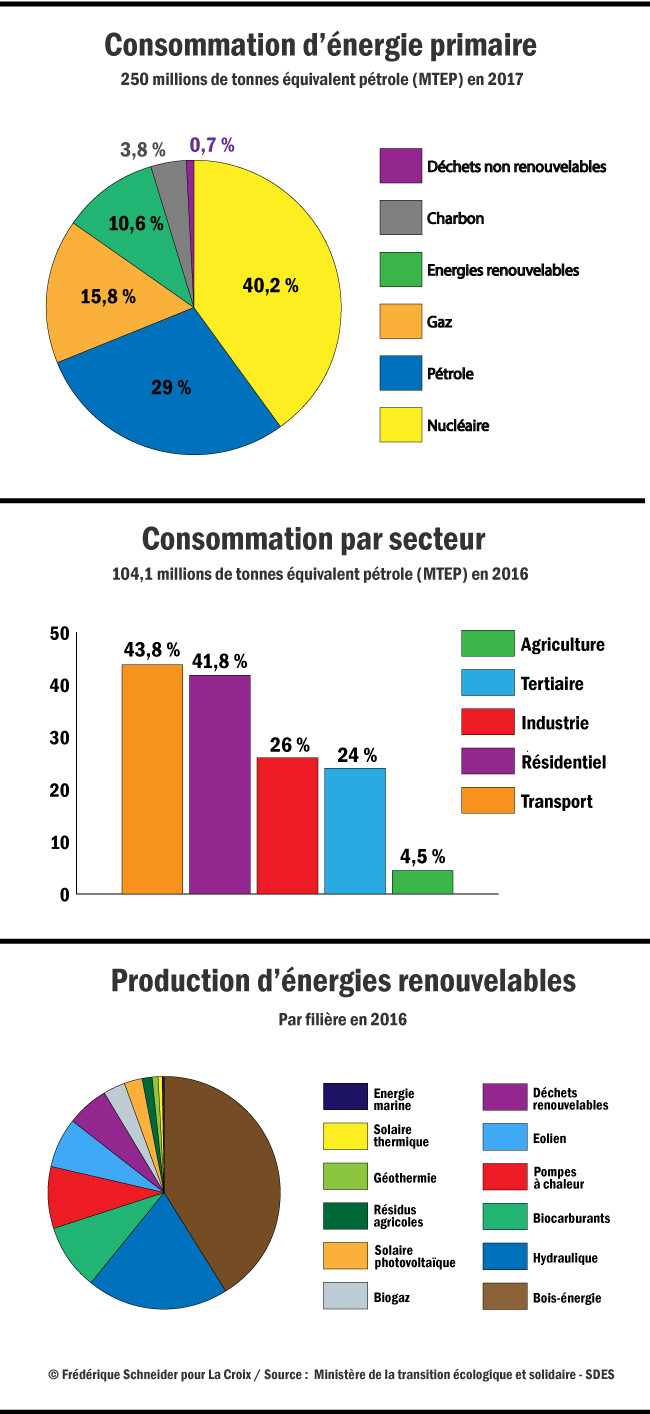 Consommation d'énergie primaire
250 millions de tonnes équivalent pétrole (MTEP) en 2017
3,8 %
0,7 %
10,6 %
40,2 %
15,8 %
29 %
Déchets non renouvelables
Charbon
Energies renouvelables
Gaz
Pétrole
Nucléaire
Consommation par secteur
104,1 millions de tonnes équivalent pétrole (MTEP) en 2016
50
40
30
20
10
0
43,8 %
41,8 %
26 %
24 %
4,5 %
Agriculture
Tertiaire
Industrie
Résidentiel
Transport
Production d'énergies renouvelables
Par filière en 2016
Energie
marine
Solaire
thermique
Géothermie
Résidus
agricoles
Solaire
photovoltaïque
Biogaz
Déchets
renouvelables
Eolien
Pompes
à chaleur
Biocarburants
Hydraulique
Bois-énergie
© Frédérique Schneider pour La Croix / Source : Ministère de la transition écologique et solidaire - SDES